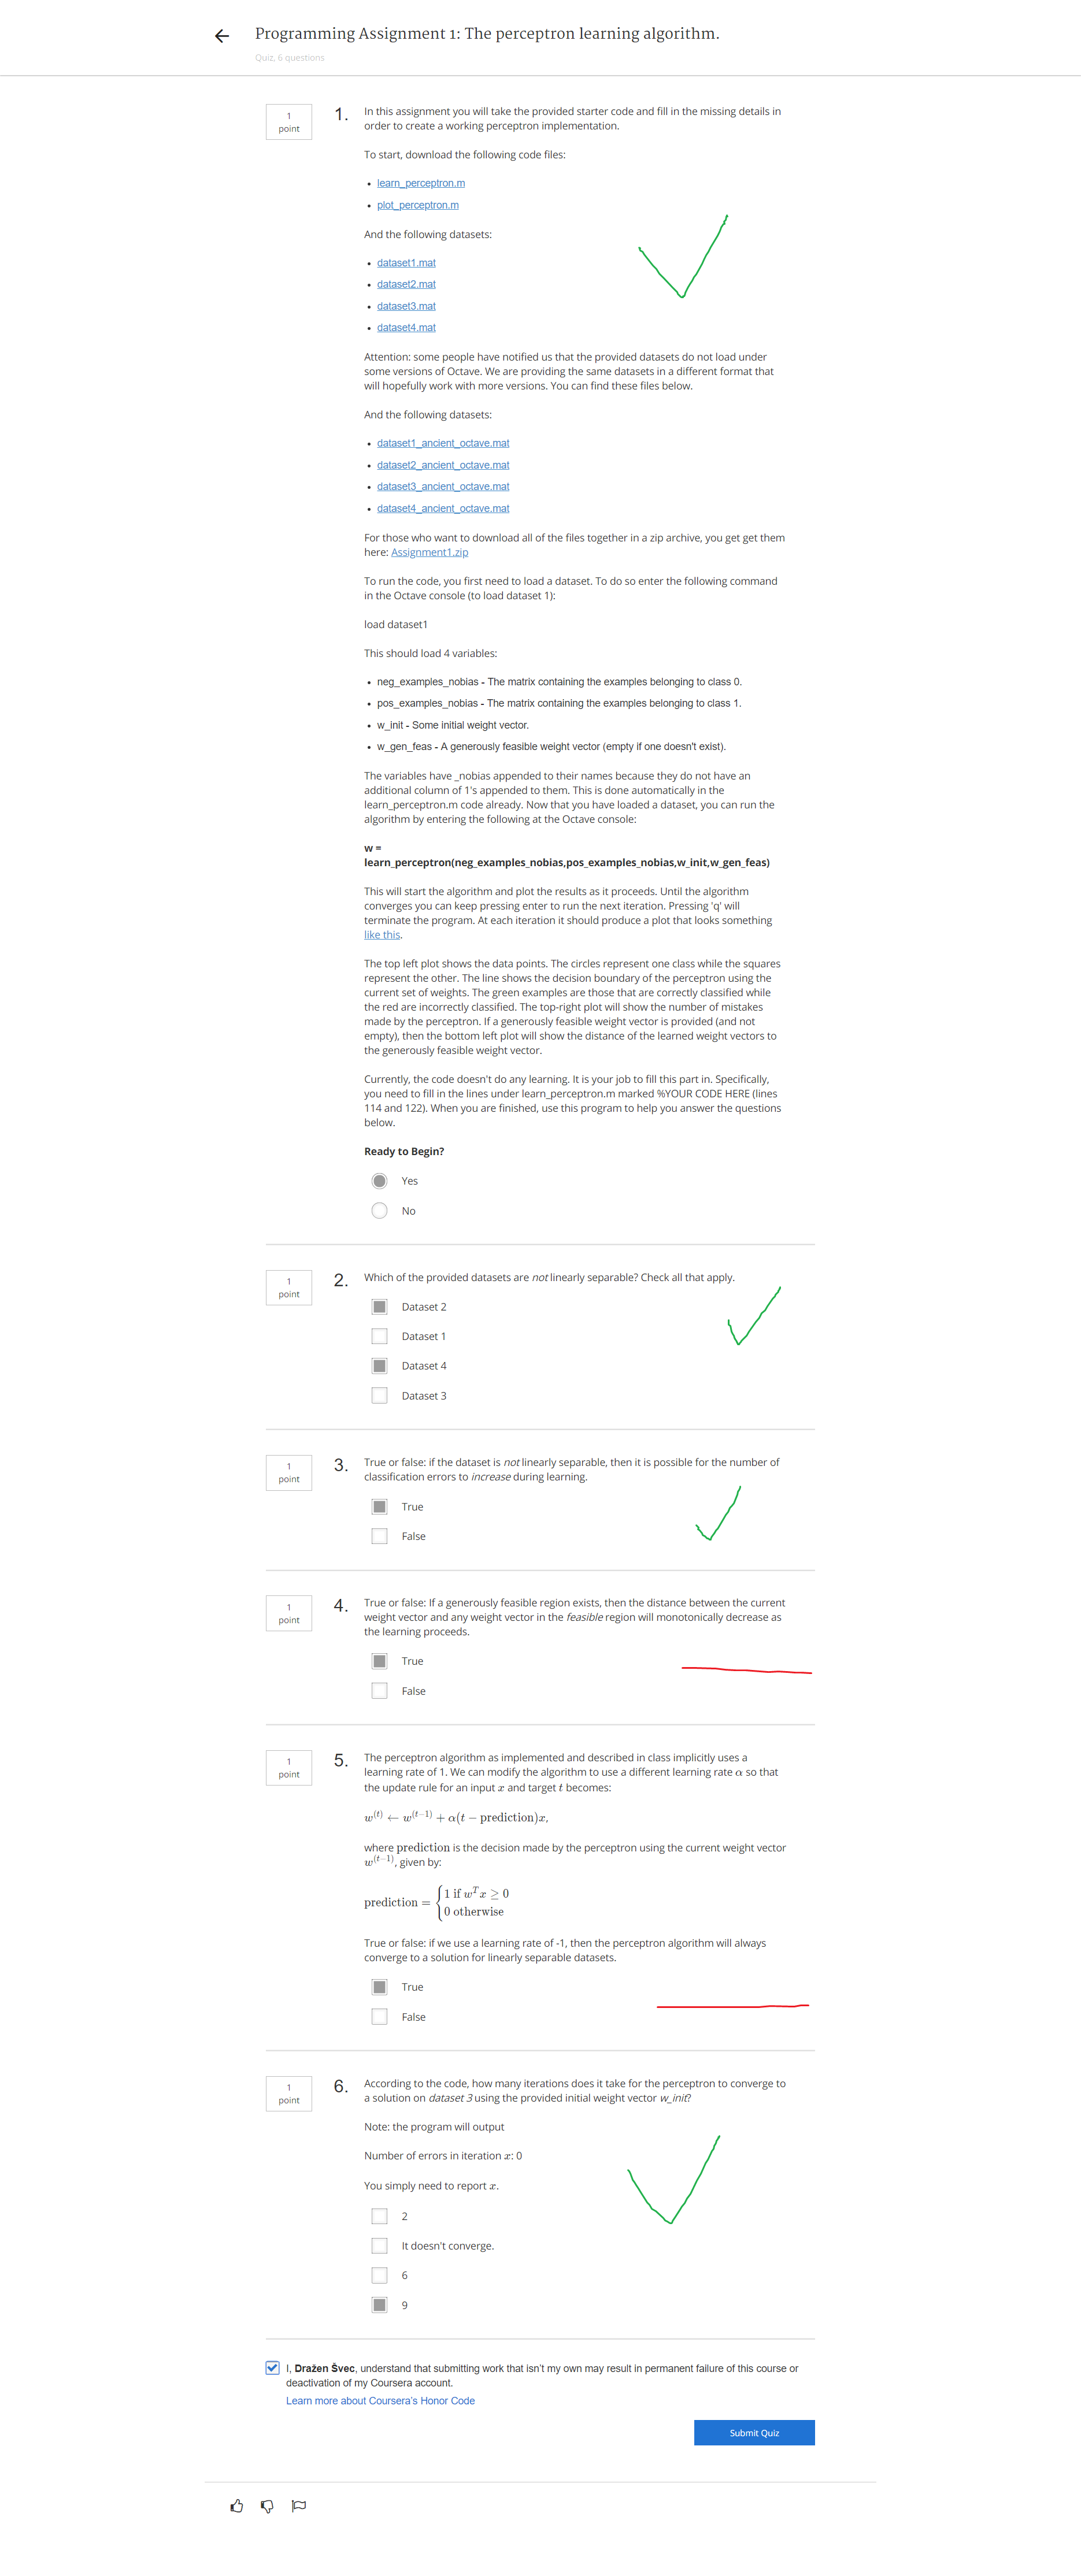 Programming Assignment 1: The perceptron learning algorithm.
Quiz, 6 questions
1
point
1.
In this assignment you will take the provided starter code and fill in the missing details in
order to create a working perceptron implementation.
To start, download the following code files:
• learn_perceptron.m
• plot_perceptron.m
And the following datasets:
• dataset1.mat
• dataset2.mat
• dataset3.mat
• dataset4.mat
Attention: some people have notified us that the provided datasets do not load under
some versions of Octave. We are providing the same datasets in a different format that
will hopefully work with more versions. You can find these files below.
And the following datasets:
• dataset1_ancient_octave.mat
• dataset2_ancient_octave.mat
• dataset3_ancient_octave.mat
• dataset4_ancient_octave.mat
For those who want to download all of the files together in a zip archive, you get get them
here: Assignment1.zip
To run the code, you first need to load a dataset. To do so enter the following command
in the Octave console (to load dataset 1):
load dataset1
This should load 4 variables:
• neg_examples_nobias - The matrix containing the examples belonging to class 0.
• pos_examples_nobias - The matrix containing the examples belonging to class 1.
• w_init - Some initial weight vector.
• w_gen_feas - A generously feasible weight vector (empty if one doesn't exist).
The variables have _nobias appended to their names because they do not have an
additional column of 1's appended to them. This is done automatically in the
learn_perceptron.m code already. Now that you have loaded a dataset, you can run the
algorithm by entering the following at the Octave console:
w =
learn_perceptron(neg_examples_nobias,pos_examples_nobias,w_init,w_gen_feas)
This will start the algorithm and plot the results as it proceeds. Until the algorithm
converges you can keep pressing enter to run the next iteration. Pressing 'q' will
terminate the program. At each iteration it should produce a plot that looks something
like this.
The top left plot shows the data points. The circles represent one class while the squares
represent the other. The line shows the decision boundary of the perceptron using the
current set of weights. The green examples are those that are correctly classified while
the red are incorrectly classified. The top-right plot will show the number of mistakes
made by the perceptron. If a generously feasible weight vector is provided (and not
empty), then the bottom left plot will show the distance of the learned weight vectors to
the generously feasible weight vector.
Currently, the code doesn't do any learning. It is your job to fill this part in. Specifically,
you need to fill in the lines under learn_perceptron.m marked %YOUR CODE HERE (lines
114 and 122). When you are finished, use this program to help you answer the questions
below.
Ready to Begin?
Yes
No
1
point
2.
Which of the provided datasets are not linearly separable? Check all that apply.
Dataset 2
Dataset 1
Dataset 4
Dataset 3
1
point
3.
True or false: if the dataset is not linearly separable, then it is possible for the number of
classification errors to increase during learning.
True
False
1
point
4.
True or false: If a generously feasible region exists, then the distance between the current
weight vector and any weight vector in the feasible region will monotonically decrease as
the learning proceeds.
True
False
1
point
5.
The perceptron algorithm as implemented and described in class implicitly uses a
learning rate of 1. We can modify the algorithm to use a different learning rate α so that
the update rule for an input x and target t becomes:
w^(t) ← w^(t−1) + α(t − prediction)x,
where prediction is the decision made by the perceptron using the current weight vector
w^(t−1), given by:
prediction = { 1 if w^T x ≥ 0
0 otherwise
True or false: if we use a learning rate of -1, then the perceptron algorithm will always
converge to a solution for linearly separable datasets.
True
False
1
point
6.
According to the code, how many iterations does it take for the perceptron to converge to
a solution on dataset 3 using the provided initial weight vector w_init?
Note: the program will output
Number of errors in iteration x: 0
You simply need to report x.
2
It doesn't converge.
6
9
I, Dražen Švec, understand that submitting work that isn't my own may result in permanent failure of this course or
deactivation of my Coursera account.
Learn more about Coursera's Honor Code
Submit Quiz